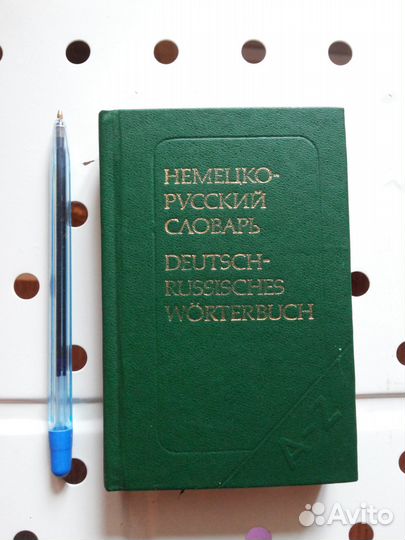 НЕМЕЦКО-
РУССКИЙ
СЛОВАРЬ
DEUTSCH-
RUSSISCHES
WÖRTERBUCH
A-Z
Avito